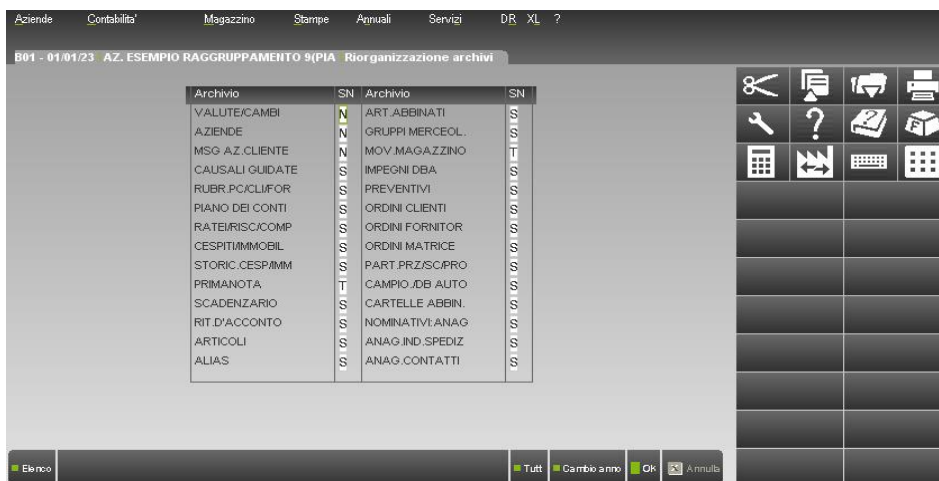 Aziende Contabilita' Magazzino Stampe Annuali Servizi DR XL ?
B01 - 01/01/23 AZ. ESEMPIO RAGGRUPPAMENTO 9(PIA Riorganizzazione archivi
Archivio SN Archivio SN
VALUTE/CAMBI N ART.ABBINATI S
AZIENDE N GRUPPI MERCEOL. S
MSG AZ.CLIENTE N MOV.MAGAZZINO T
CAUSALI GUIDATE S IMPEGNI DBA S
RUBR.PC/CLI/FOR S PREVENTIVI S
PIANO DEI CONTI S ORDINI CLIENTI S
RATEI/RISC/COMP S ORDINI FORNITOR S
CESPITI/IMMOBIL S ORDINI MATRICE S
STORIC.CESP/IMM S PART.PRZ/SC/PRO S
PRIMANOTA T CAMPIO./DB AUTO S
SCADENZARIO S CARTELLE ABBIN. S
RIT.D'ACCONTO S NOMINATIVI:ANAG S
ARTICOLI S ANAG.IND.SPEDIZ S
ALIAS S ANAG.CONTATTI S
Elenco Tutt Cambio anno Ok Annulla